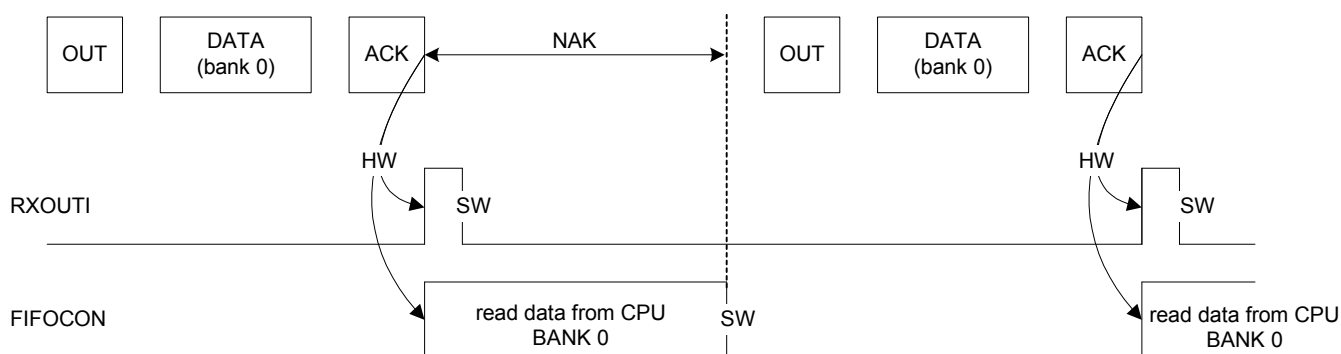 OUT
DATA
(bank 0)
ACK
NAK
OUT
DATA
(bank 0)
ACK
HW
HW
RXOUTI
SW
SW
FIFOCON
read data from CPU
BANK 0
SW
read data from CPU
BANK 0